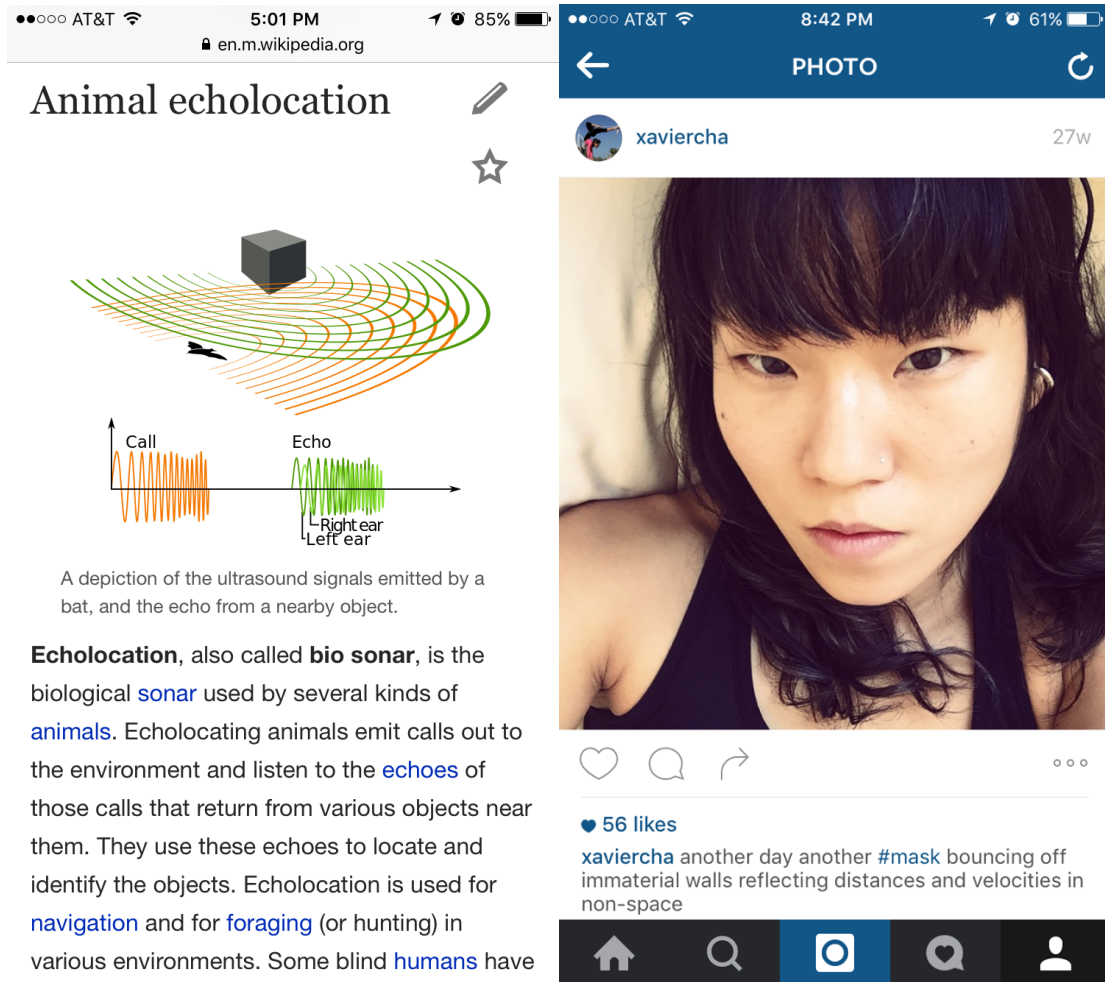 AT&T 5:01 PM 85%
en.m.wikipedia.org
Animal echolocation
Call
Echo
Right ear
Left ear
A depiction of the ultrasound signals emitted by a
bat, and the echo from a nearby object.
Echolocation, also called bio sonar, is the
biological sonar used by several kinds of
animals. Echolocating animals emit calls out to
the environment and listen to the echoes of
those calls that return from various objects near
them. They use these echoes to locate and
identify the objects. Echolocation is used for
navigation and for foraging (or hunting) in
various environments. Some blind humans have
AT&T 8:42 PM 61%
PHOTO
xaviercha 27w
56 likes
xaviercha another day another #mask bouncing off
immaterial walls reflecting distances and velocities in
non-space